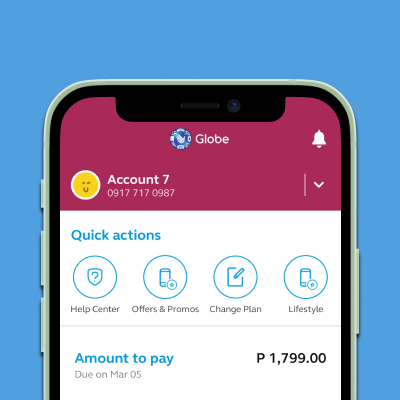 Globe
Account 7
0917 717 0987
Quick actions
Help Center Offers & Promos Change Plan Lifestyle
Amount to pay P 1,799.00
Due on Mar 05